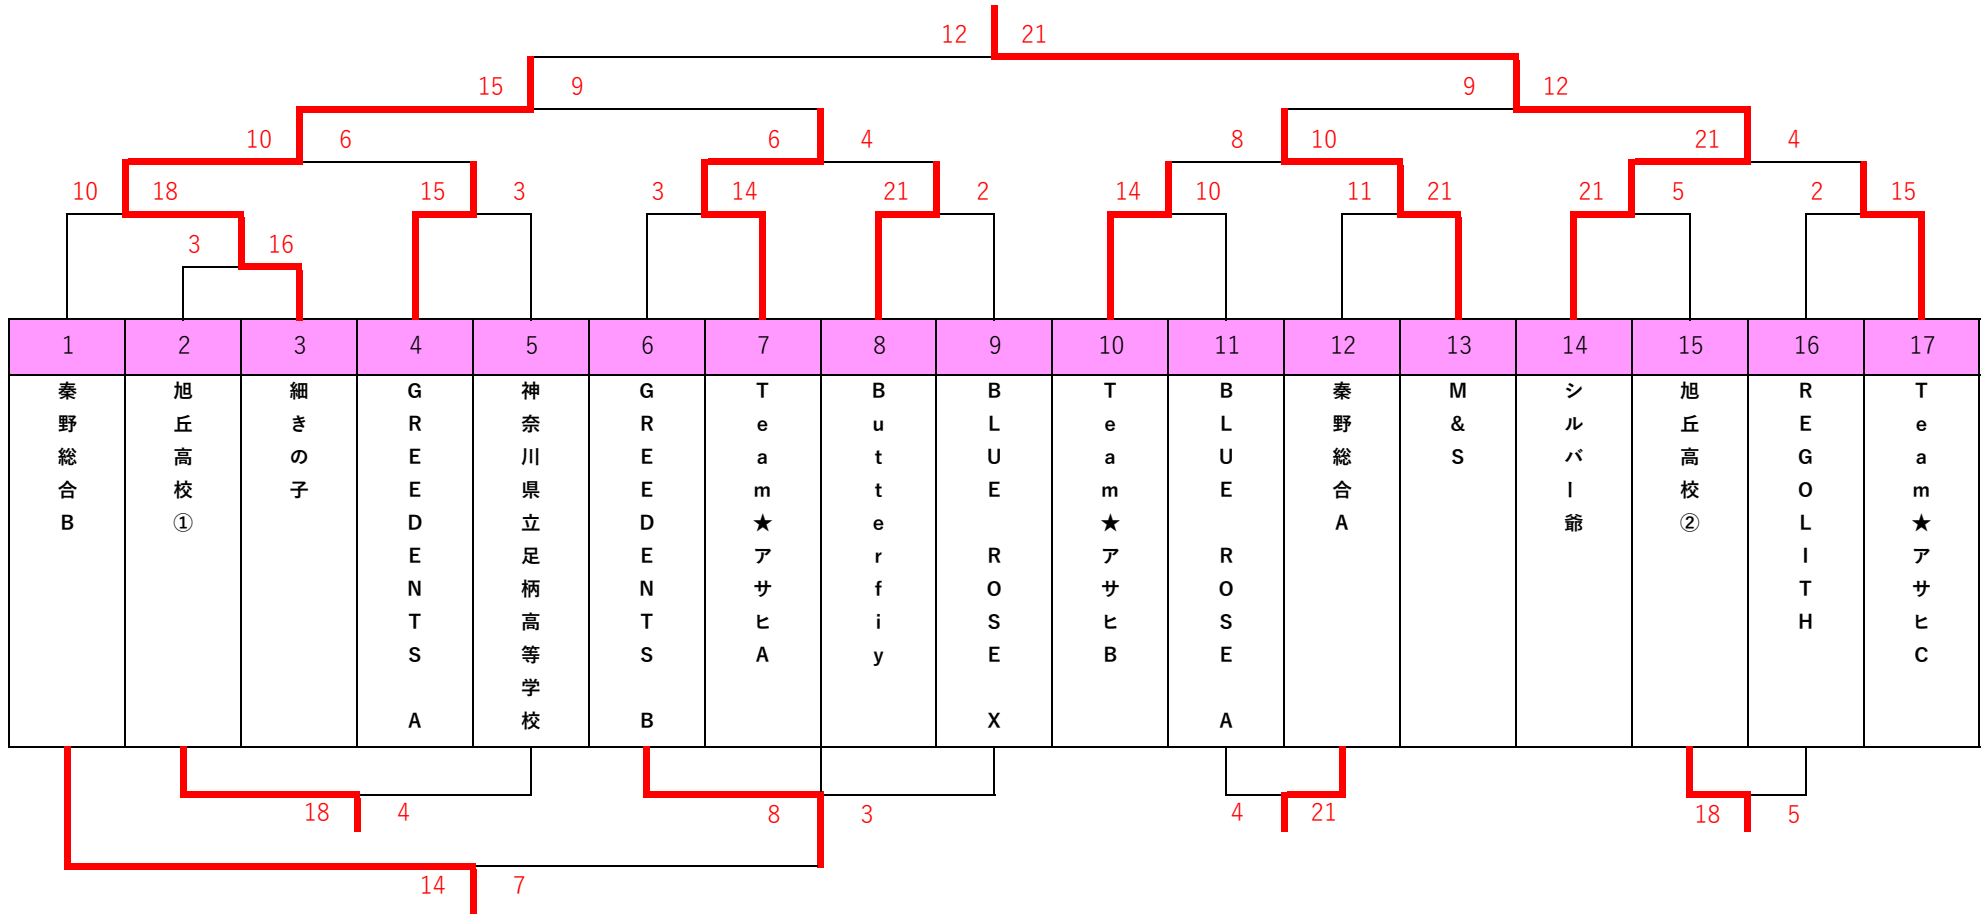 12 21
15 9 9 12
10 6 6 4 8 10 21 4
10 18 15 3 3 14 21 2 14 10 11 21 21 5 2 15
3 16
1 2 3 4 5 6 7 8 9 10 11 12 13 14 15 16 17
秦野総合B
旭丘高校①
細きの子
GREEDENTS A
神奈川県立足柄高等学校
GREEDENTS B
Team★アサヒA
Butterfiy
BLUE ROSE X
Team★アサヒB
BLUE ROSE A
秦野総合A
M&S
シルバー爺
旭丘高校②
REGOLITH
Team★アサヒC
18 4 8 3 4 21 18 5
14 7